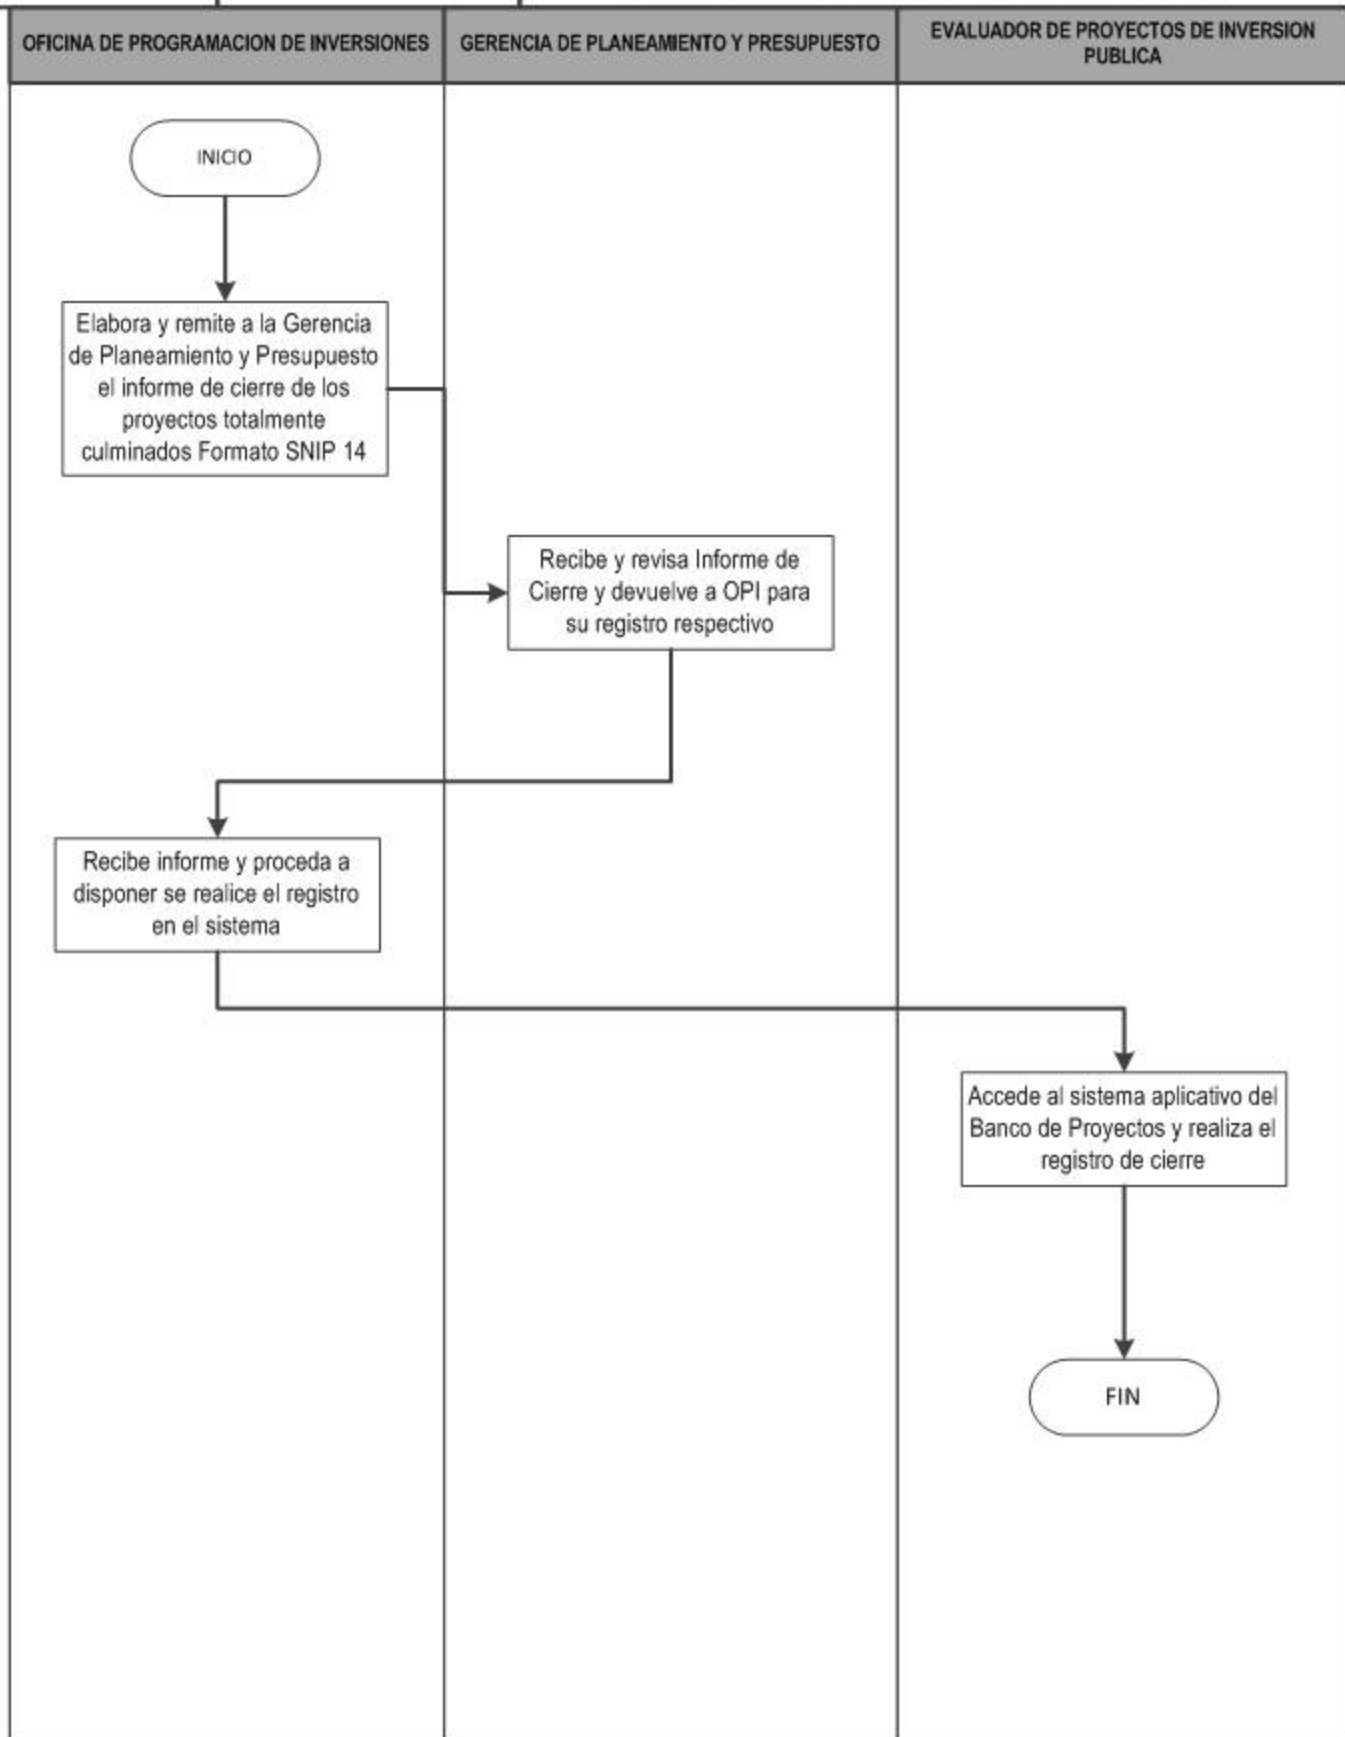 OFICINA DE PROGRAMACION DE INVERSIONES
GERENCIA DE PLANEAMIENTO Y PRESUPUESTO
EVALUADOR DE PROYECTOS DE INVERSION
PUBLICA
INICIO
Elabora y remite a la Gerencia
de Planeamiento y Presupuesto
el informe de cierre de los
proyectos totalmente
culminados Formato SNIP 14
Recibe y revisa Informe de
Cierre y devuelve a OPI para
su registro respectivo
Recibe informe y proceda a
disponer se realice el registro
en el sistema
Accede al sistema aplicativo del
Banco de Proyectos y realiza el
registro de cierre
FIN